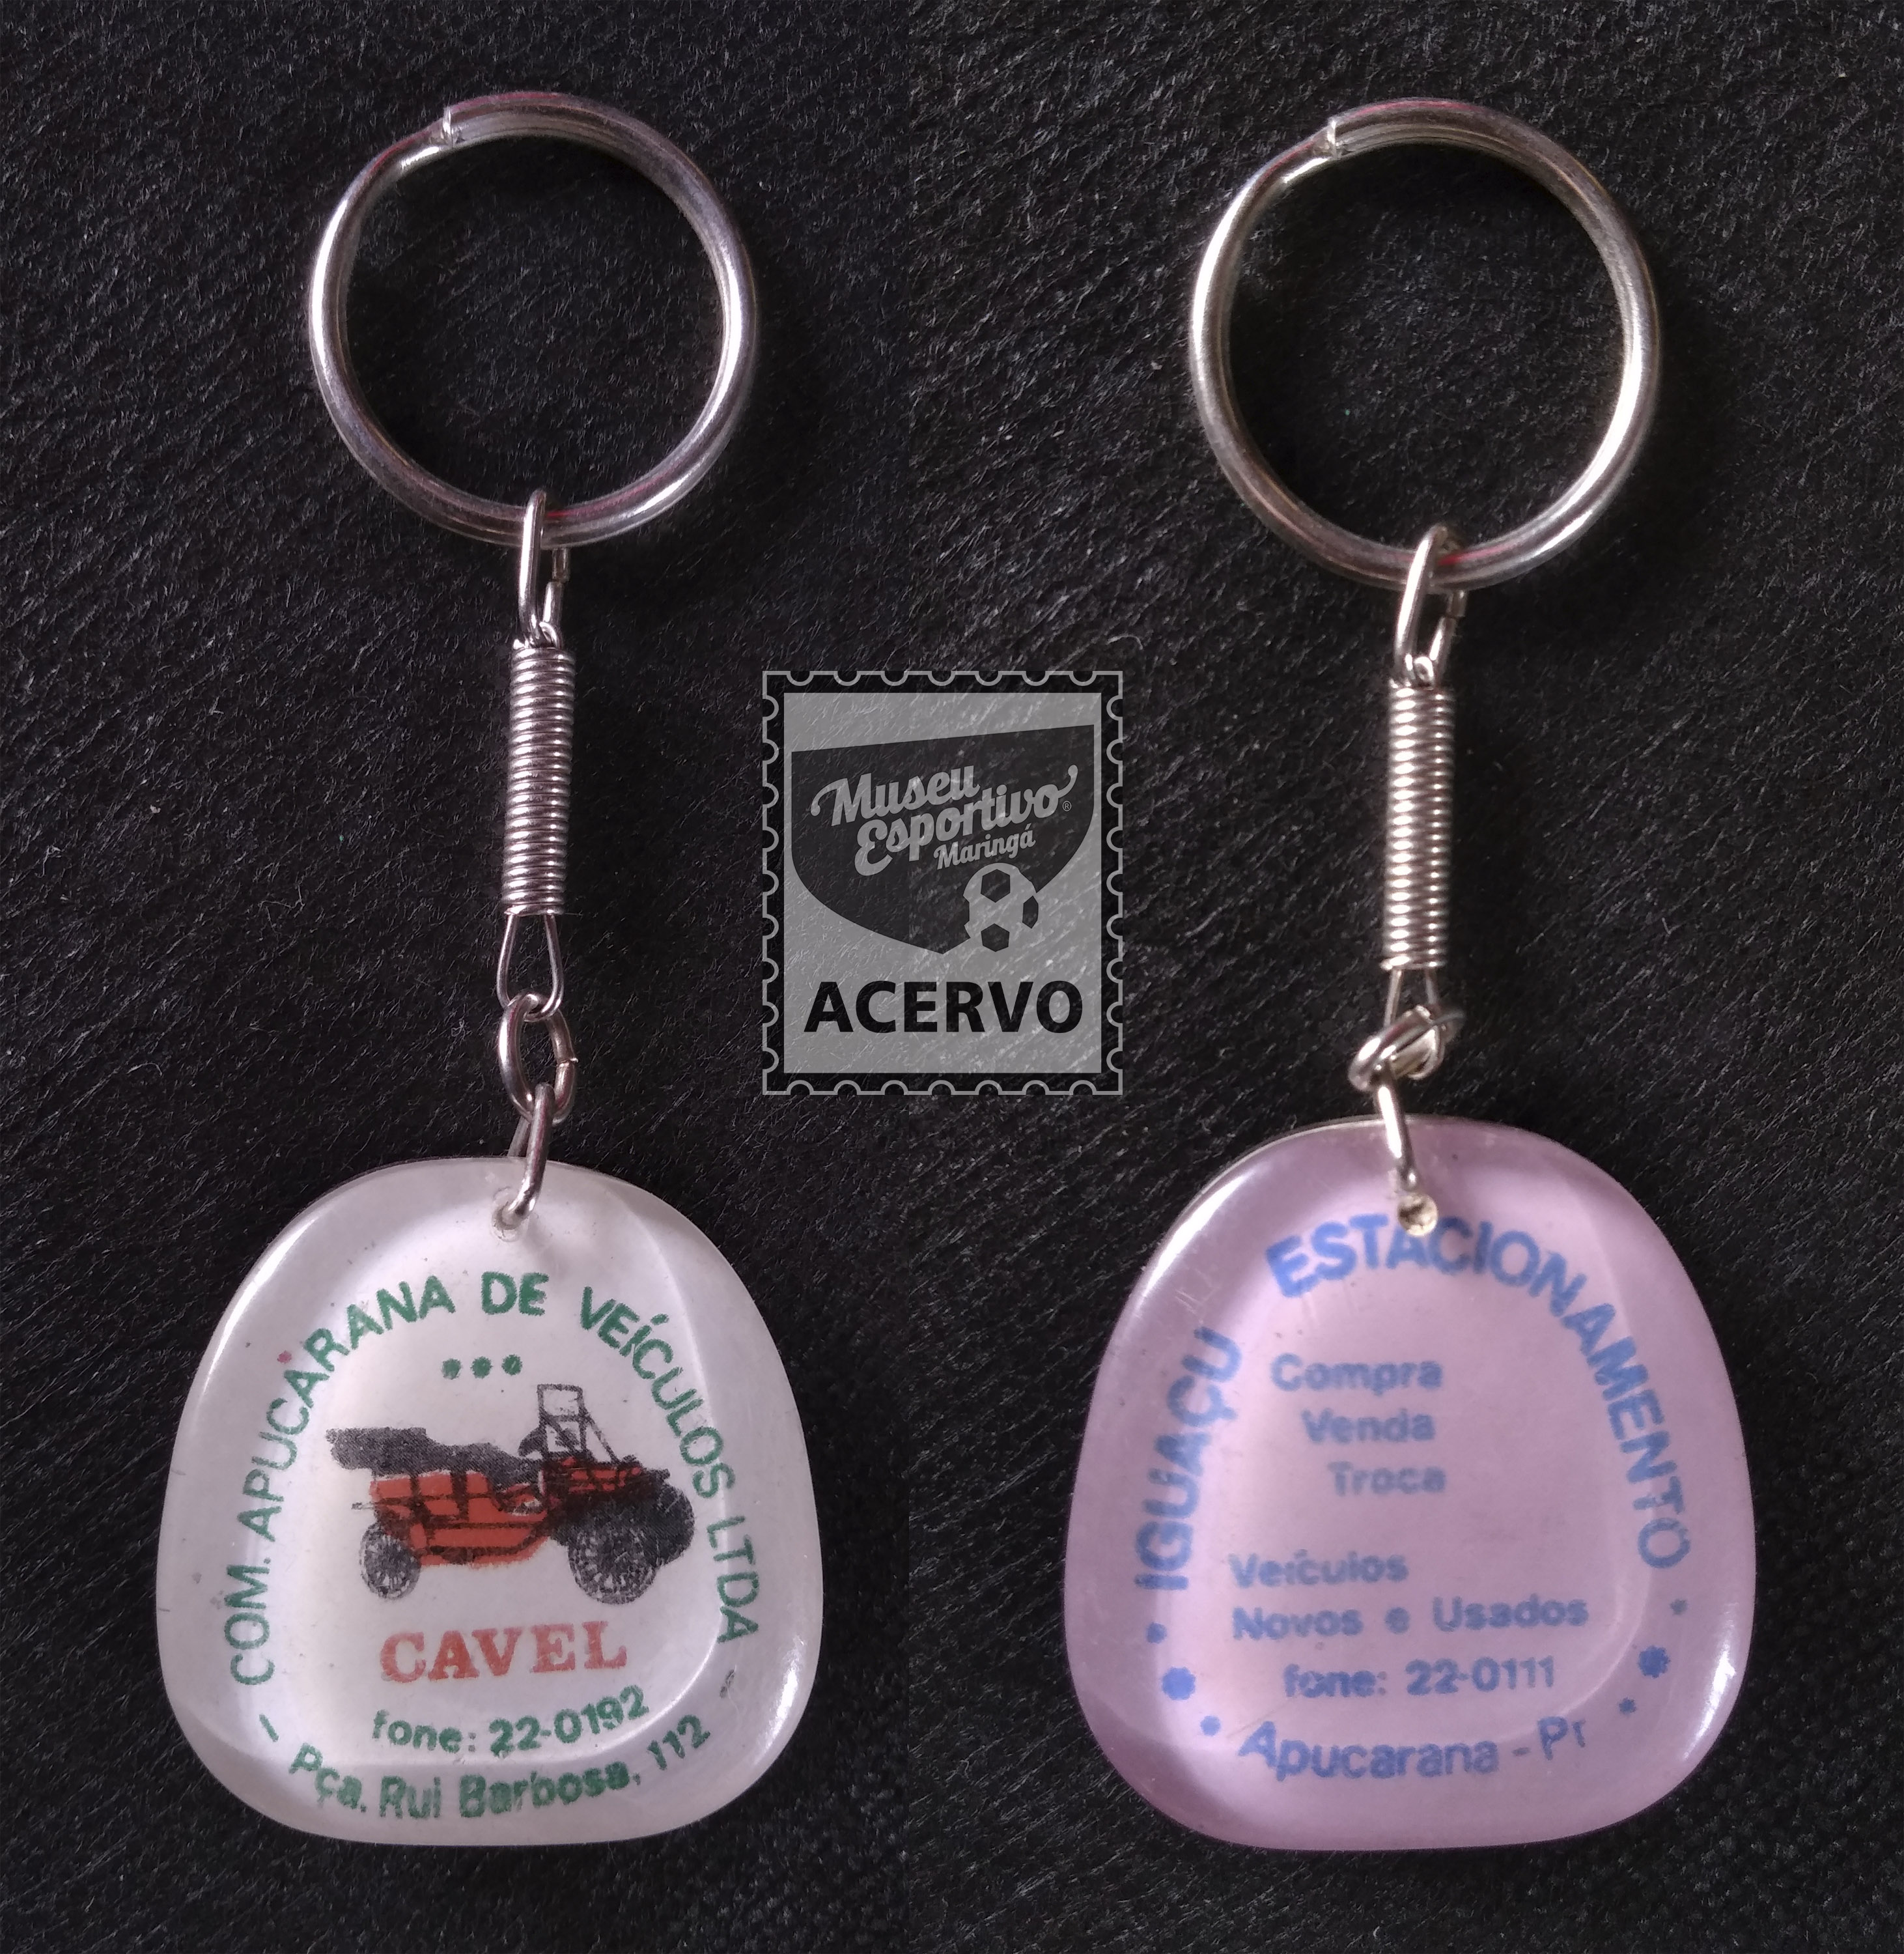 COM. APUCARANA DE VEÍCULOS LTDA
CAVEL
fone: 22-0192
Pça. Rui Barbosa, 112
Museu
Esportivo®
Maringá
ACERVO
IGUAÇU ESTACIONAMENTO
Compra
Venda
Troca
Veículos
Novos e Usados
fone: 22-0111
Apucarana - Pr